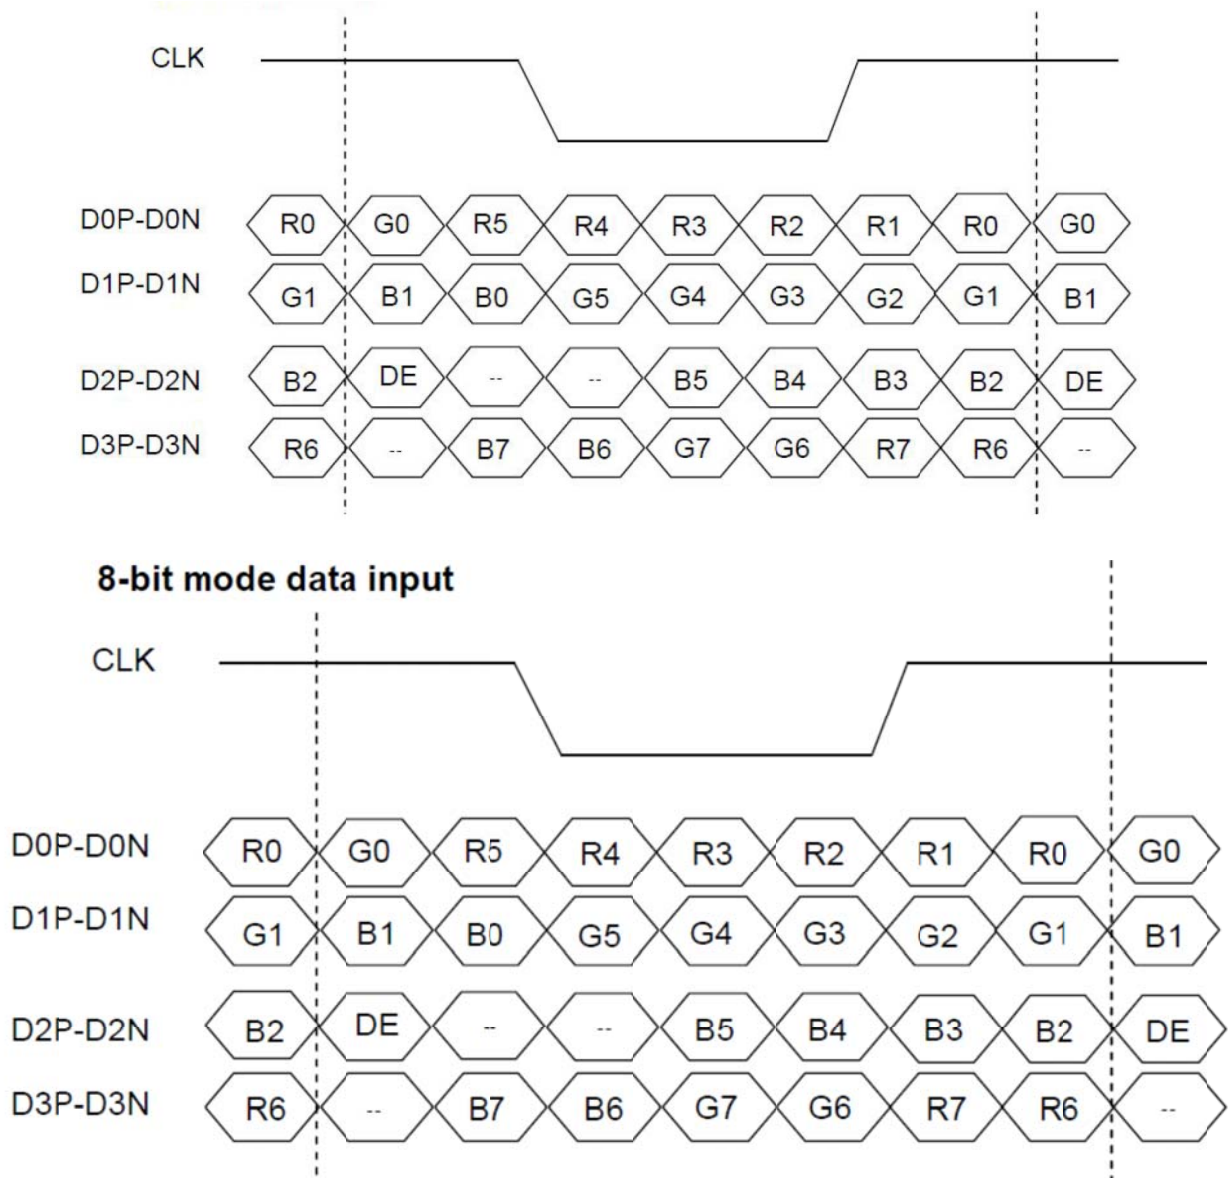 CLK
D0P-D0N R0 G0 R5 R4 R3 R2 R1 R0 G0
D1P-D1N G1 B1 B0 G5 G4 G3 G2 G1 B1
D2P-D2N B2 DE -- -- B5 B4 B3 B2 DE
D3P-D3N R6 -- B7 B6 G7 G6 R7 R6 --
8-bit mode data input
CLK
D0P-D0N R0 G0 R5 R4 R3 R2 R1 R0 G0
D1P-D1N G1 B1 B0 G5 G4 G3 G2 G1 B1
D2P-D2N B2 DE -- -- B5 B4 B3 B2 DE
D3P-D3N R6 -- B7 B6 G7 G6 R7 R6 --